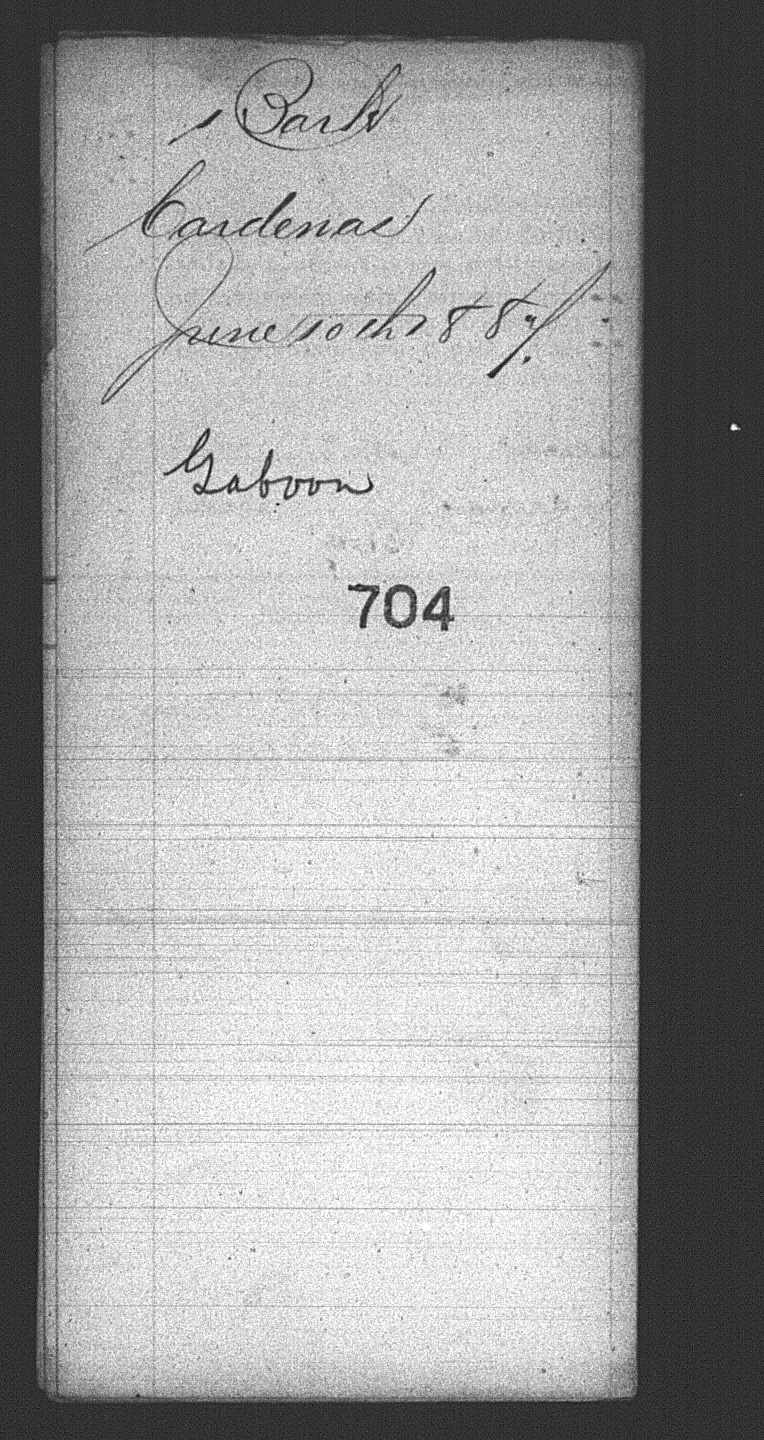 Bark
Cardenas
June 10th 1887.
Gaboon
704